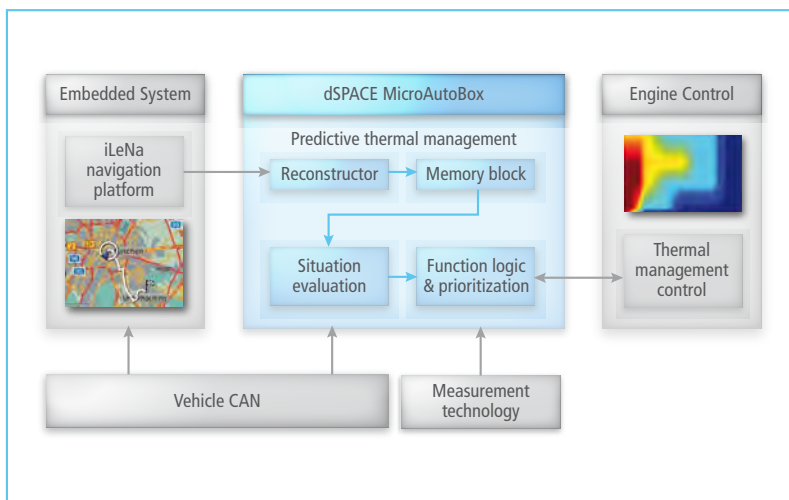 Embedded System
dSPACE MicroAutoBox
Engine Control
iLeNa
navigation
platform
Predictive thermal management
Reconstructor
Memory block
Situation
evaluation
Function logic
& prioritization
Thermal
management
control
Vehicle CAN
Measurement
technology